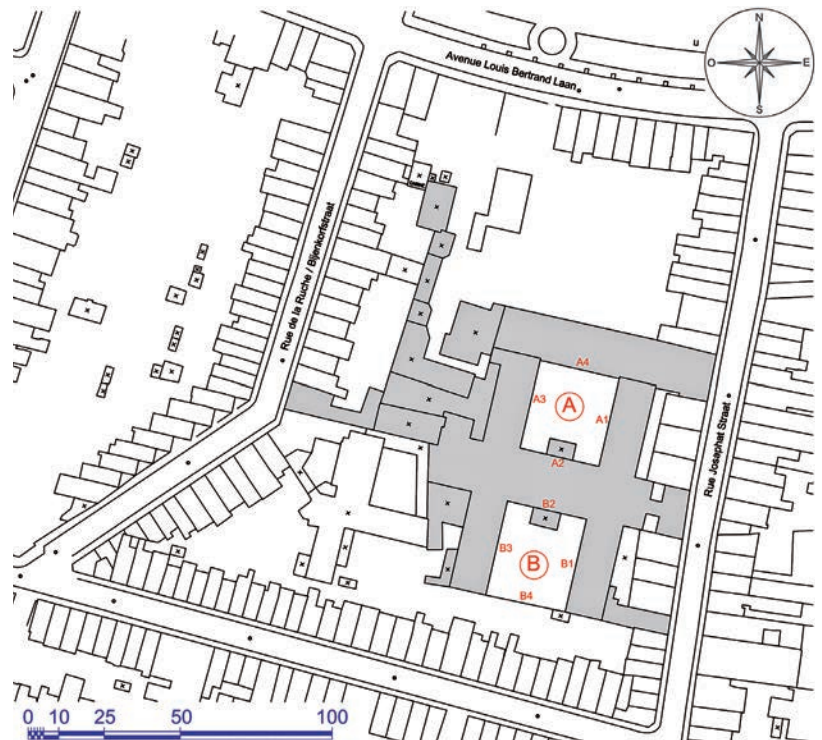 N
u
O
E
S
Avenue Louis Bertrand Laan
Rue de la Ruche / Bijenkorfstraat
A4
A3
A
A1
A2
Rue Josaphat Straat
B2
B3
B1
B
B4
0 10 25 50 100